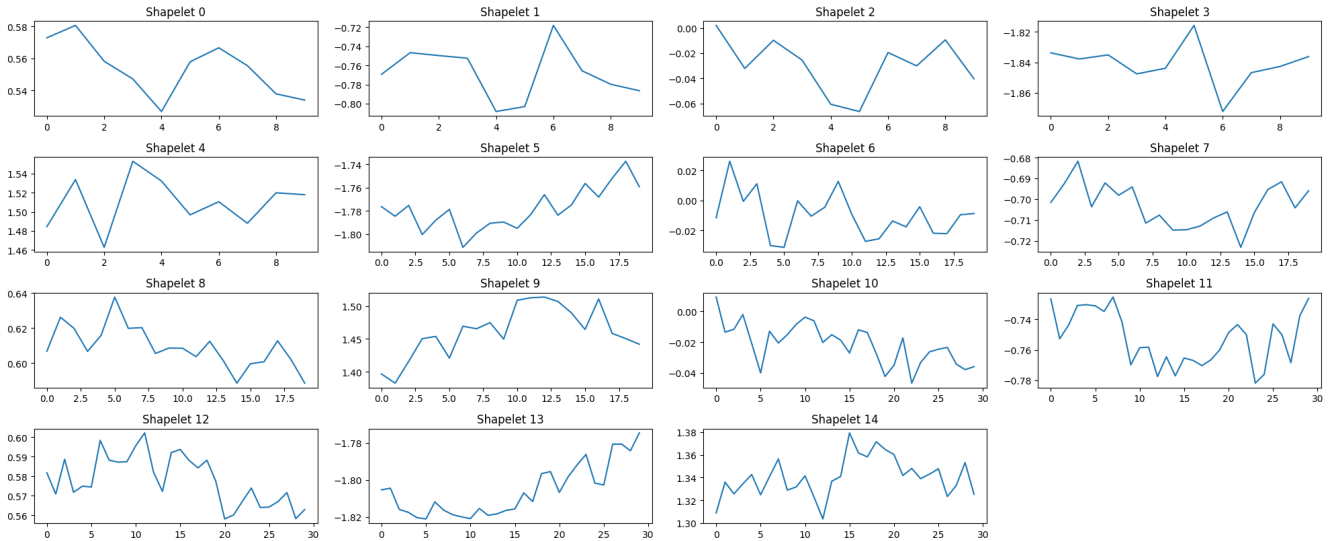 Shapelet 0 Shapelet 1 Shapelet 2 Shapelet 3
0.58 −0.72 0.00 −1.82
0.56 −0.74 −0.02 −1.84
0.54 −0.76 −0.04 −1.86
−0.78 −0.06
−0.80
0 2 4 6 8 0 2 4 6 8 0 2 4 6 8 0 2 4 6 8
Shapelet 4 Shapelet 5 Shapelet 6 Shapelet 7
1.54 −1.74 0.02 −0.68
1.52 −1.76 0.00 −0.69
1.50 −1.78 −0.02 −0.70
1.48 −1.80 −0.71
1.46 −0.72
0 2 4 6 8 0.0 2.5 5.0 7.5 10.0 12.5 15.0 17.5 0.0 2.5 5.0 7.5 10.0 12.5 15.0 17.5 0.0 2.5 5.0 7.5 10.0 12.5 15.0 17.5
Shapelet 8 Shapelet 9 Shapelet 10 Shapelet 11
0.64 1.50 0.00 −0.74
0.62 1.45 −0.02 −0.76
0.60 1.40 −0.04 −0.78
0.0 2.5 5.0 7.5 10.0 12.5 15.0 17.5 0.0 2.5 5.0 7.5 10.0 12.5 15.0 17.5 0 5 10 15 20 25 30 0 5 10 15 20 25 30
Shapelet 12 Shapelet 13 Shapelet 14
0.60 −1.78 1.38
0.59 −1.80 1.36
0.58 −1.82 1.34
0.57 1.32
0.56 1.30
0 5 10 15 20 25 30 0 5 10 15 20 25 30 0 5 10 15 20 25 30